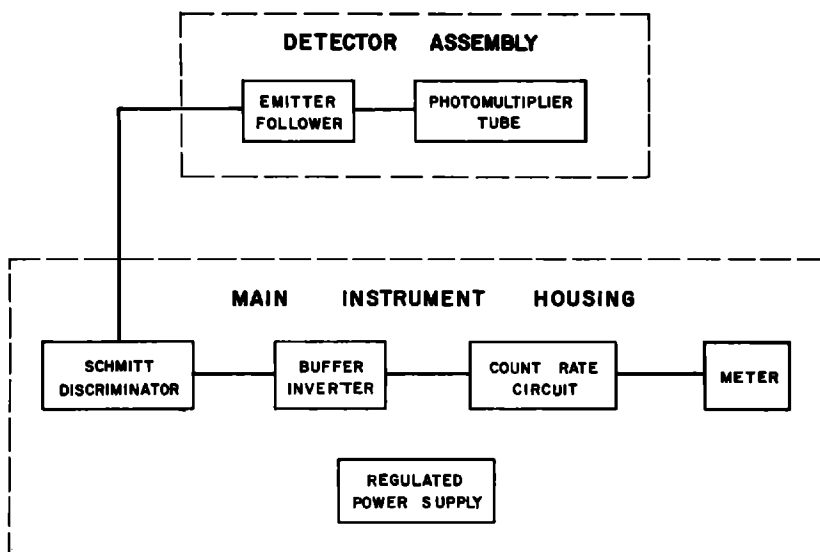 DETECTOR ASSEMBLY
EMITTER
FOLLOWER
PHOTOMULTIPLIER
TUBE
MAIN INSTRUMENT HOUSING
SCHMITT
DISCRIMINATOR
BUFFER
INVERTER
COUNT RATE
CIRCUIT
METER
REGULATED
POWER SUPPLY